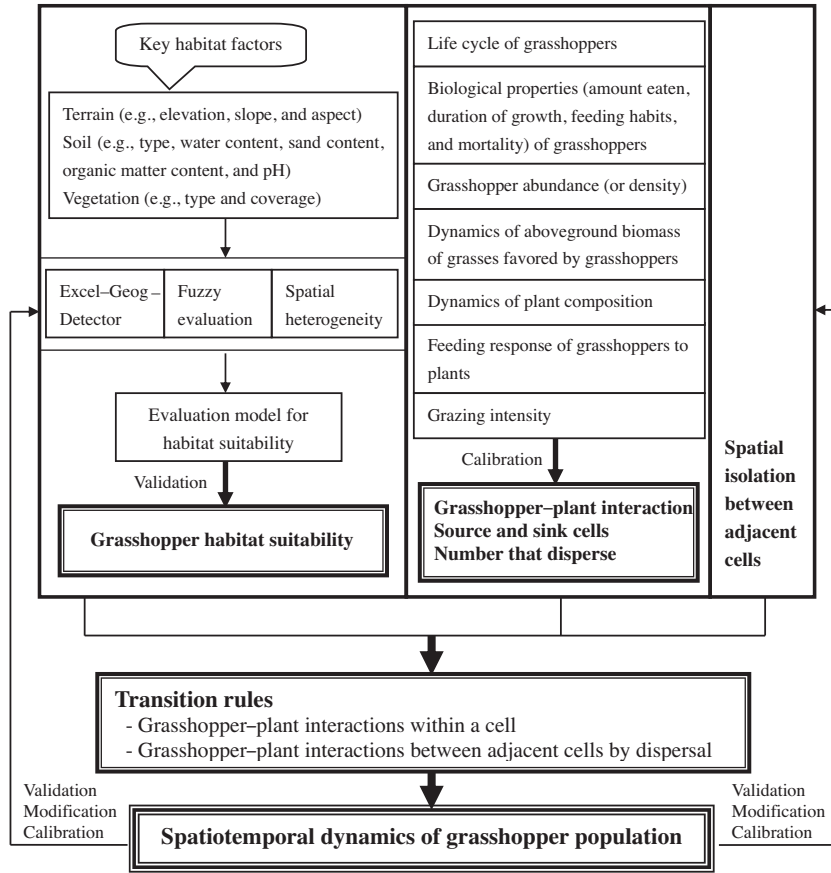 Key habitat factors
Terrain (e.g., elevation, slope, and aspect)
Soil (e.g., type, water content, sand content,
organic matter content, and pH)
Vegetation (e.g., type and coverage)
Excel–Geog–
Detector
Fuzzy
evaluation
Spatial
heterogeneity
Evaluation model for
habitat suitability
Validation
Grasshopper habitat suitability
Life cycle of grasshoppers
Biological properties (amount eaten,
duration of growth, feeding habits,
and mortality) of grasshoppers
Grasshopper abundance (or density)
Dynamics of aboveground biomass
of grasses favored by grasshoppers
Dynamics of plant composition
Feeding response of grasshoppers to
plants
Grazing intensity
Calibration
Grasshopper–plant interaction
Source and sink cells
Number that disperse
Spatial
isolation
between
adjacent
cells
Transition rules
- Grasshopper–plant interactions within a cell
- Grasshopper–plant interactions between adjacent cells by dispersal
Validation
Modification
Calibration
Spatiotemporal dynamics of grasshopper population
Validation
Modification
Calibration